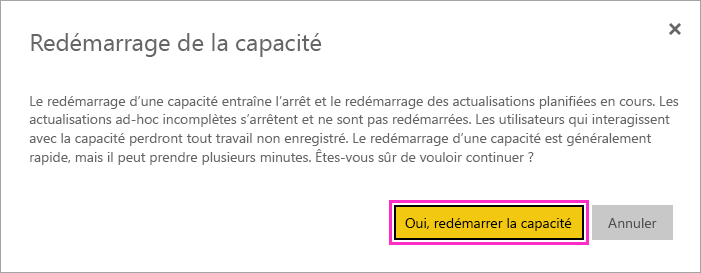 Redémarrage de la capacité
Le redémarrage d’une capacité entraîne l’arrêt et le redémarrage des actualisations planifiées en cours. Les
actualisations ad-hoc incomplètes s’arrêtent et ne sont pas redémarrées. Les utilisateurs qui interagissent
avec la capacité perdront tout travail non enregistré. Le redémarrage d’une capacité est généralement
rapide, mais il peut prendre plusieurs minutes. Êtes-vous sûr de vouloir continuer ?
Oui, redémarrer la capacité
Annuler